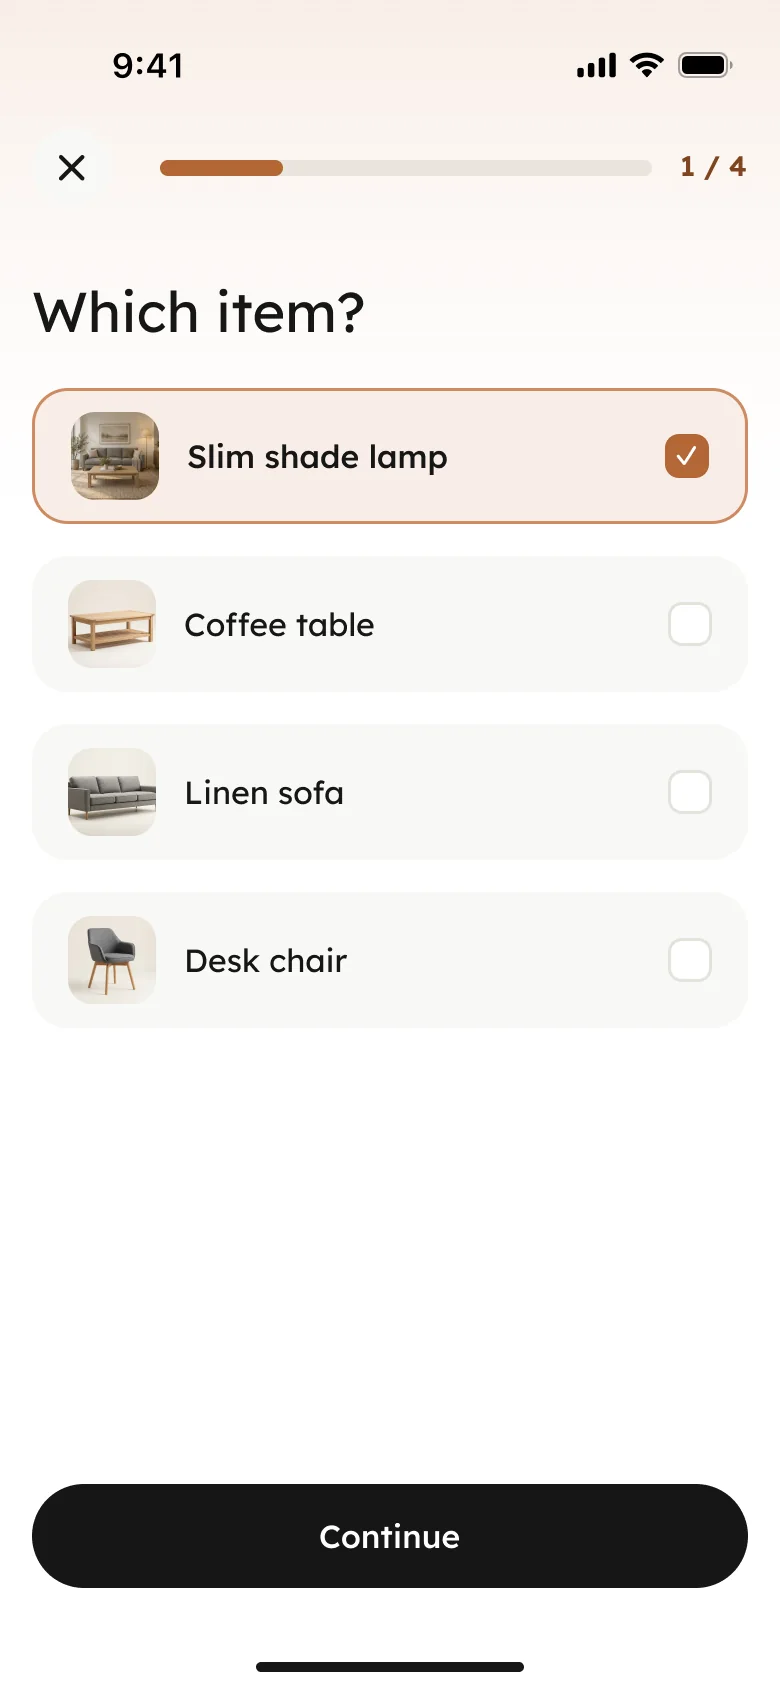 9:41
1 / 4
Which item?
Slim shade lamp
Coffee table
Linen sofa
Desk chair
Continue